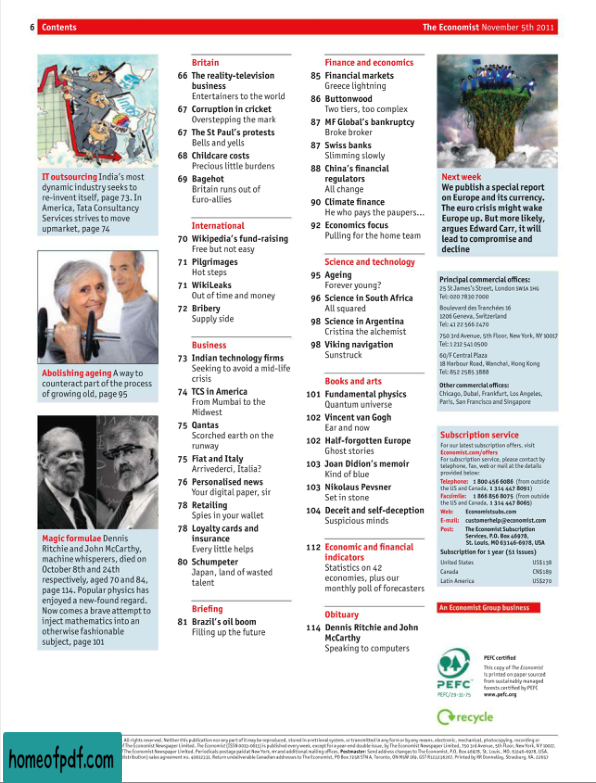 6 Contents
The Economist November 5th 2011
IT outsourcing India's most
dynamic industry seeks to
re-invent itself, page 73. In
America, Tata Consultancy
Services strives to move
upmarket, page 74
Abolishing ageing A way to
counteract part of the process
of growing old, page 95
Magic formulae Dennis
Ritchie and John McCarthy,
machine whisperers, died on
October 8th and 24th
respectively, aged 70 and 84,
page 114. Popular physics has
enjoyed a new-found regard.
Now comes a brave attempt to
inject mathematics into an
otherwise fashionable
subject, page 101
Britain
66 The reality-television
business
Entertainers to the world
67 Corruption in cricket
Overstepping the mark
67 The St Paul's protests
Bells and yells
68 Childcare costs
Precious little burdens
69 Bagehot
Britain runs out of
Euro-allies
International
70 Wikipedia's fund-raising
Free but not easy
71 Pilgrimages
Hot steps
71 WikiLeaks
Out of time and money
72 Bribery
Supply side
Business
73 Indian technology firms
Seeking to avoid a mid-life
crisis
74 TCS in America
From Mumbai to the
Midwest
75 Qantas
Scorched earth on the
runway
75 Fiat and Italy
Arrivederci, Italia?
76 Personalised news
Your digital paper, sir
78 Retailing
Spies in your wallet
78 Loyalty cards and
insurance
Every little helps
80 Schumpeter
Japan, land of wasted
talent
Briefing
81 Brazil's oil boom
Filling up the future
Finance and economics
85 Financial markets
Greece lightning
86 Buttonwood
Two tiers, too complex
87 MF Global's bankruptcy
Broke broker
87 Swiss banks
Slimming slowly
88 China's financial
regulators
All change
90 Climate finance
He who pays the paupers...
92 Economics focus
Pulling for the home team
Science and technology
95 Ageing
Forever young?
96 Science in South Africa
All squared
98 Science in Argentina
Cristina the alchemist
98 Viking navigation
Sunstruck
Books and arts
101 Fundamental physics
Quantum universe
102 Vincent van Gogh
Ear and now
102 Half-forgotten Europe
Ghost stories
103 Joan Didion's memoir
Kind of blue
103 Nikolaus Pevsner
Set in stone
104 Deceit and self-deception
Suspicious minds
112 Economic and financial
indicators
Statistics on 42
economies, plus our
monthly poll of forecasters
Obituary
114 Dennis Ritchie and John
McCarthy
Speaking to computers
Next week
We publish a special report
on Europe and its currency.
The euro crisis might wake
Europe up. But more likely,
argues Edward Carr, it will
lead to compromise and
decline
Principal commercial offices:
25 St James's Street, London SW1A 1HG
Tel: 020 7830 7000
Boulevard des Tranchées 16
1206 Geneva, Switzerland
Tel: 41 22 566 2470
750 3rd Avenue, 5th Floor, New York, NY 10017
Tel: 1 212 541 0500
60/F Central Plaza
18 Harbour Road, Wanchai, Hong Kong
Tel: 852 2585 3888
Other commercial offices:
Chicago, Dubai, Frankfurt, Los Angeles,
Paris, San Francisco and Singapore
Subscription service
For our latest subscription offers, visit
Economist.com/offers
For subscription service, please contact by
telephone, fax, web or mail at the details
provided below:
Telephone: 1 800 456 6086 (from outside
the US and Canada, 1 314 447 8091)
Facsimile: 1 866 856 8075 (from outside
the US and Canada, 1 314 447 8065)
Web: Economistsubs.com
E-mail: customerhelp@economist.com
Post: The Economist Subscription
Services, P.O. Box 46978,
St. Louis, MO 63146-6978, USA
Subscription for 1 year (51 issues)
United States US$138
Canada CN$189
Latin America US$270
An Economist Group business
PEFC
PEFC/29-31-75
PEFC certified
This copy of The Economist
is printed on paper sourced
from sustainably managed
forests certified by PEFC
www.pefc.org
recycle
homeofpdf.com